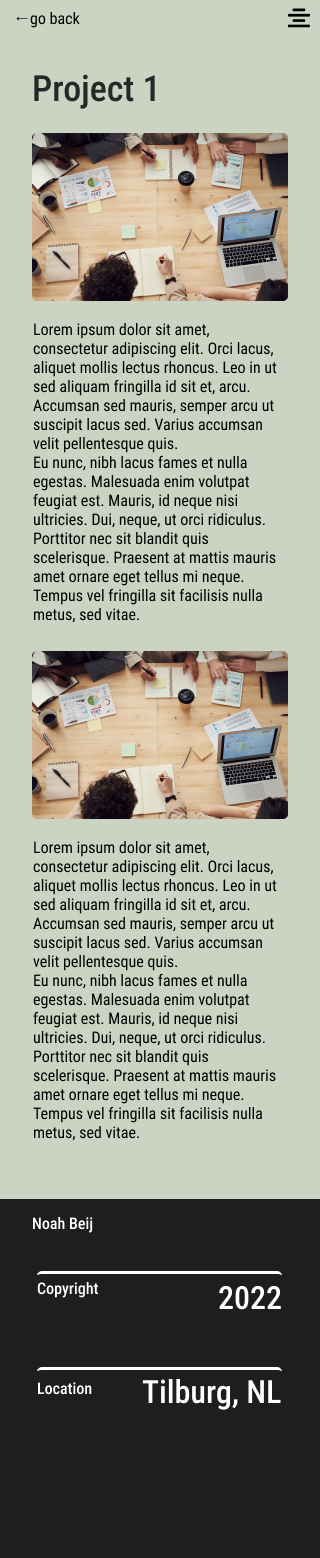 ←go back
Project 1
Lorem ipsum dolor sit amet,
consectetur adipiscing elit. Orci lacus,
aliquet mollis lectus rhoncus. Leo in ut
sed aliquam fringilla id sit et, arcu.
Accumsan sed mauris, semper arcu ut
suscipit lacus sed. Varius accumsan
velit pellentesque quis.
Eu nunc, nibh lacus fames et nulla
egestas. Malesuada enim volutpat
feugiat est. Mauris, id neque nisi
ultricies. Dui, neque, ut orci ridiculus.
Porttitor nec sit blandit quis
scelerisque. Praesent at mattis mauris
amet ornare eget tellus mi neque.
Tempus vel fringilla sit facilisis nulla
metus, sed vitae.
Lorem ipsum dolor sit amet,
consectetur adipiscing elit. Orci lacus,
aliquet mollis lectus rhoncus. Leo in ut
sed aliquam fringilla id sit et, arcu.
Accumsan sed mauris, semper arcu ut
suscipit lacus sed. Varius accumsan
velit pellentesque quis.
Eu nunc, nibh lacus fames et nulla
egestas. Malesuada enim volutpat
feugiat est. Mauris, id neque nisi
ultricies. Dui, neque, ut orci ridiculus.
Porttitor nec sit blandit quis
scelerisque. Praesent at mattis mauris
amet ornare eget tellus mi neque.
Tempus vel fringilla sit facilisis nulla
metus, sed vitae.
Noah Beij
Copyright 2022
Location Tilburg, NL